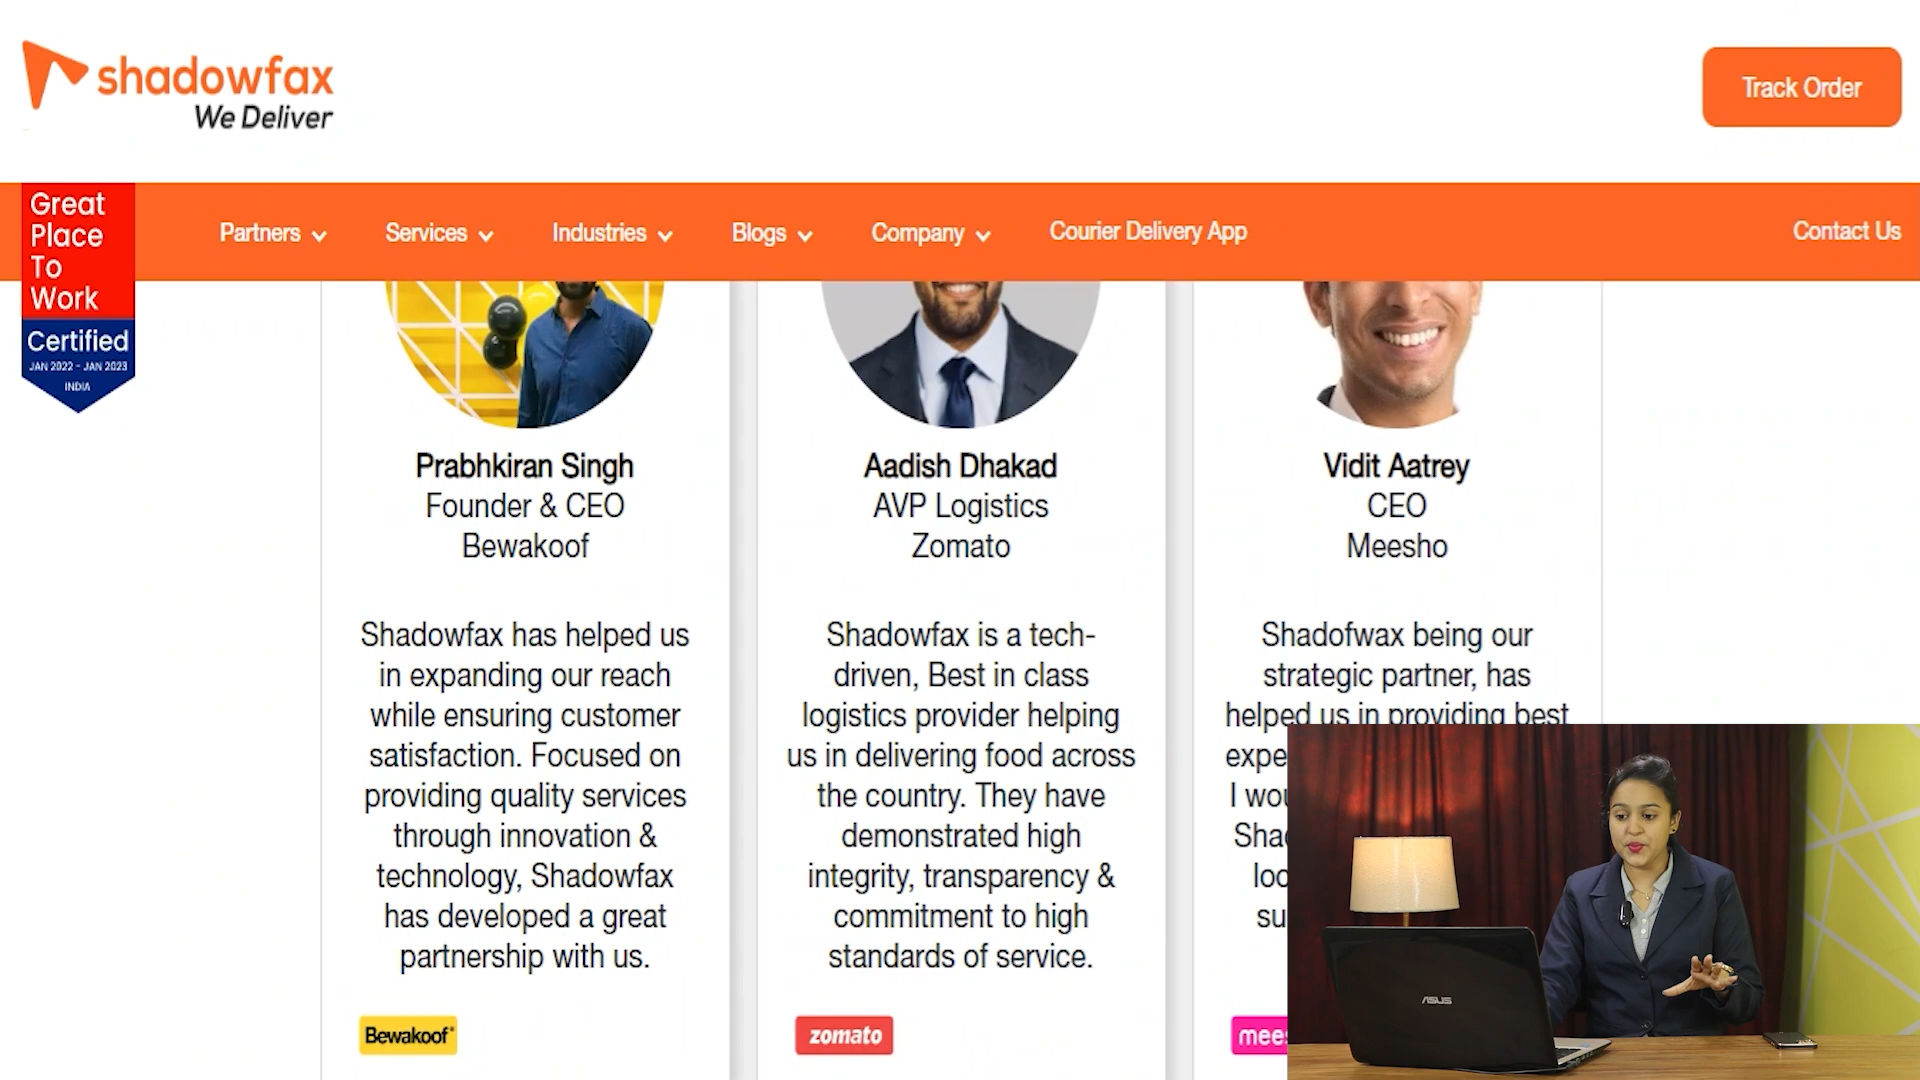 shadowfax
We Deliver
Track Order
Great
Place
To
Work
Certified
JAN 2022 - JAN 2023
INDIA
Partners
Services
Industries
Blogs
Company
Courier Delivery App
Contact Us
Prabhkiran Singh
Founder & CEO
Bewakoof
Shadowfax has helped us
in expanding our reach
while ensuring customer
satisfaction. Focused on
providing quality services
through innovation &
technology, Shadowfax
has developed a great
partnership with us.
Bewakoof
Aadish Dhakad
AVP Logistics
Zomato
Shadowfax is a tech-
driven, Best in class
logistics provider helping
us in delivering food across
the country. They have
demonstrated high
integrity, transparency &
commitment to high
standards of service.
zomato
Vidit Aatrey
CEO
Meesho
Shadofwax being our
strategic partner, has
helped us in providing best
I
ASUS